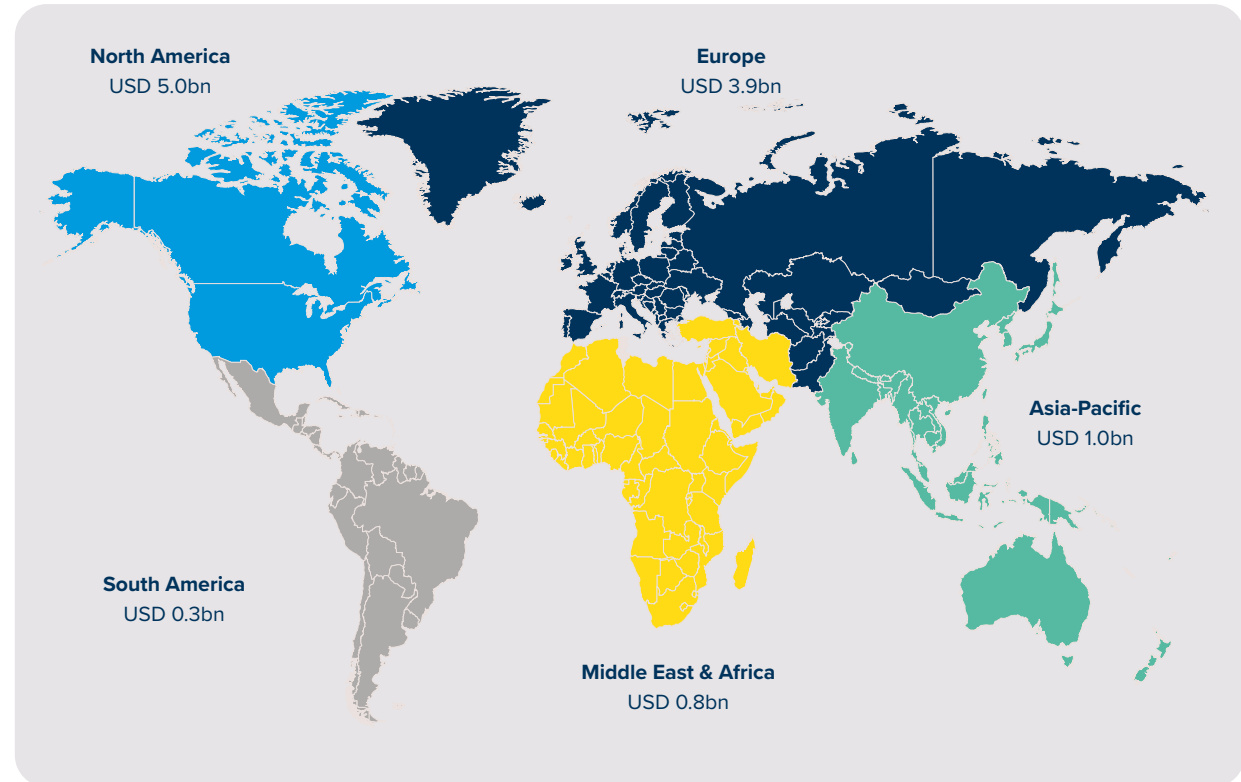 North America
USD 5.0bn
Europe
USD 3.9bn
Asia-Pacific
USD 1.0bn
South America
USD 0.3bn
Middle East & Africa
USD 0.8bn